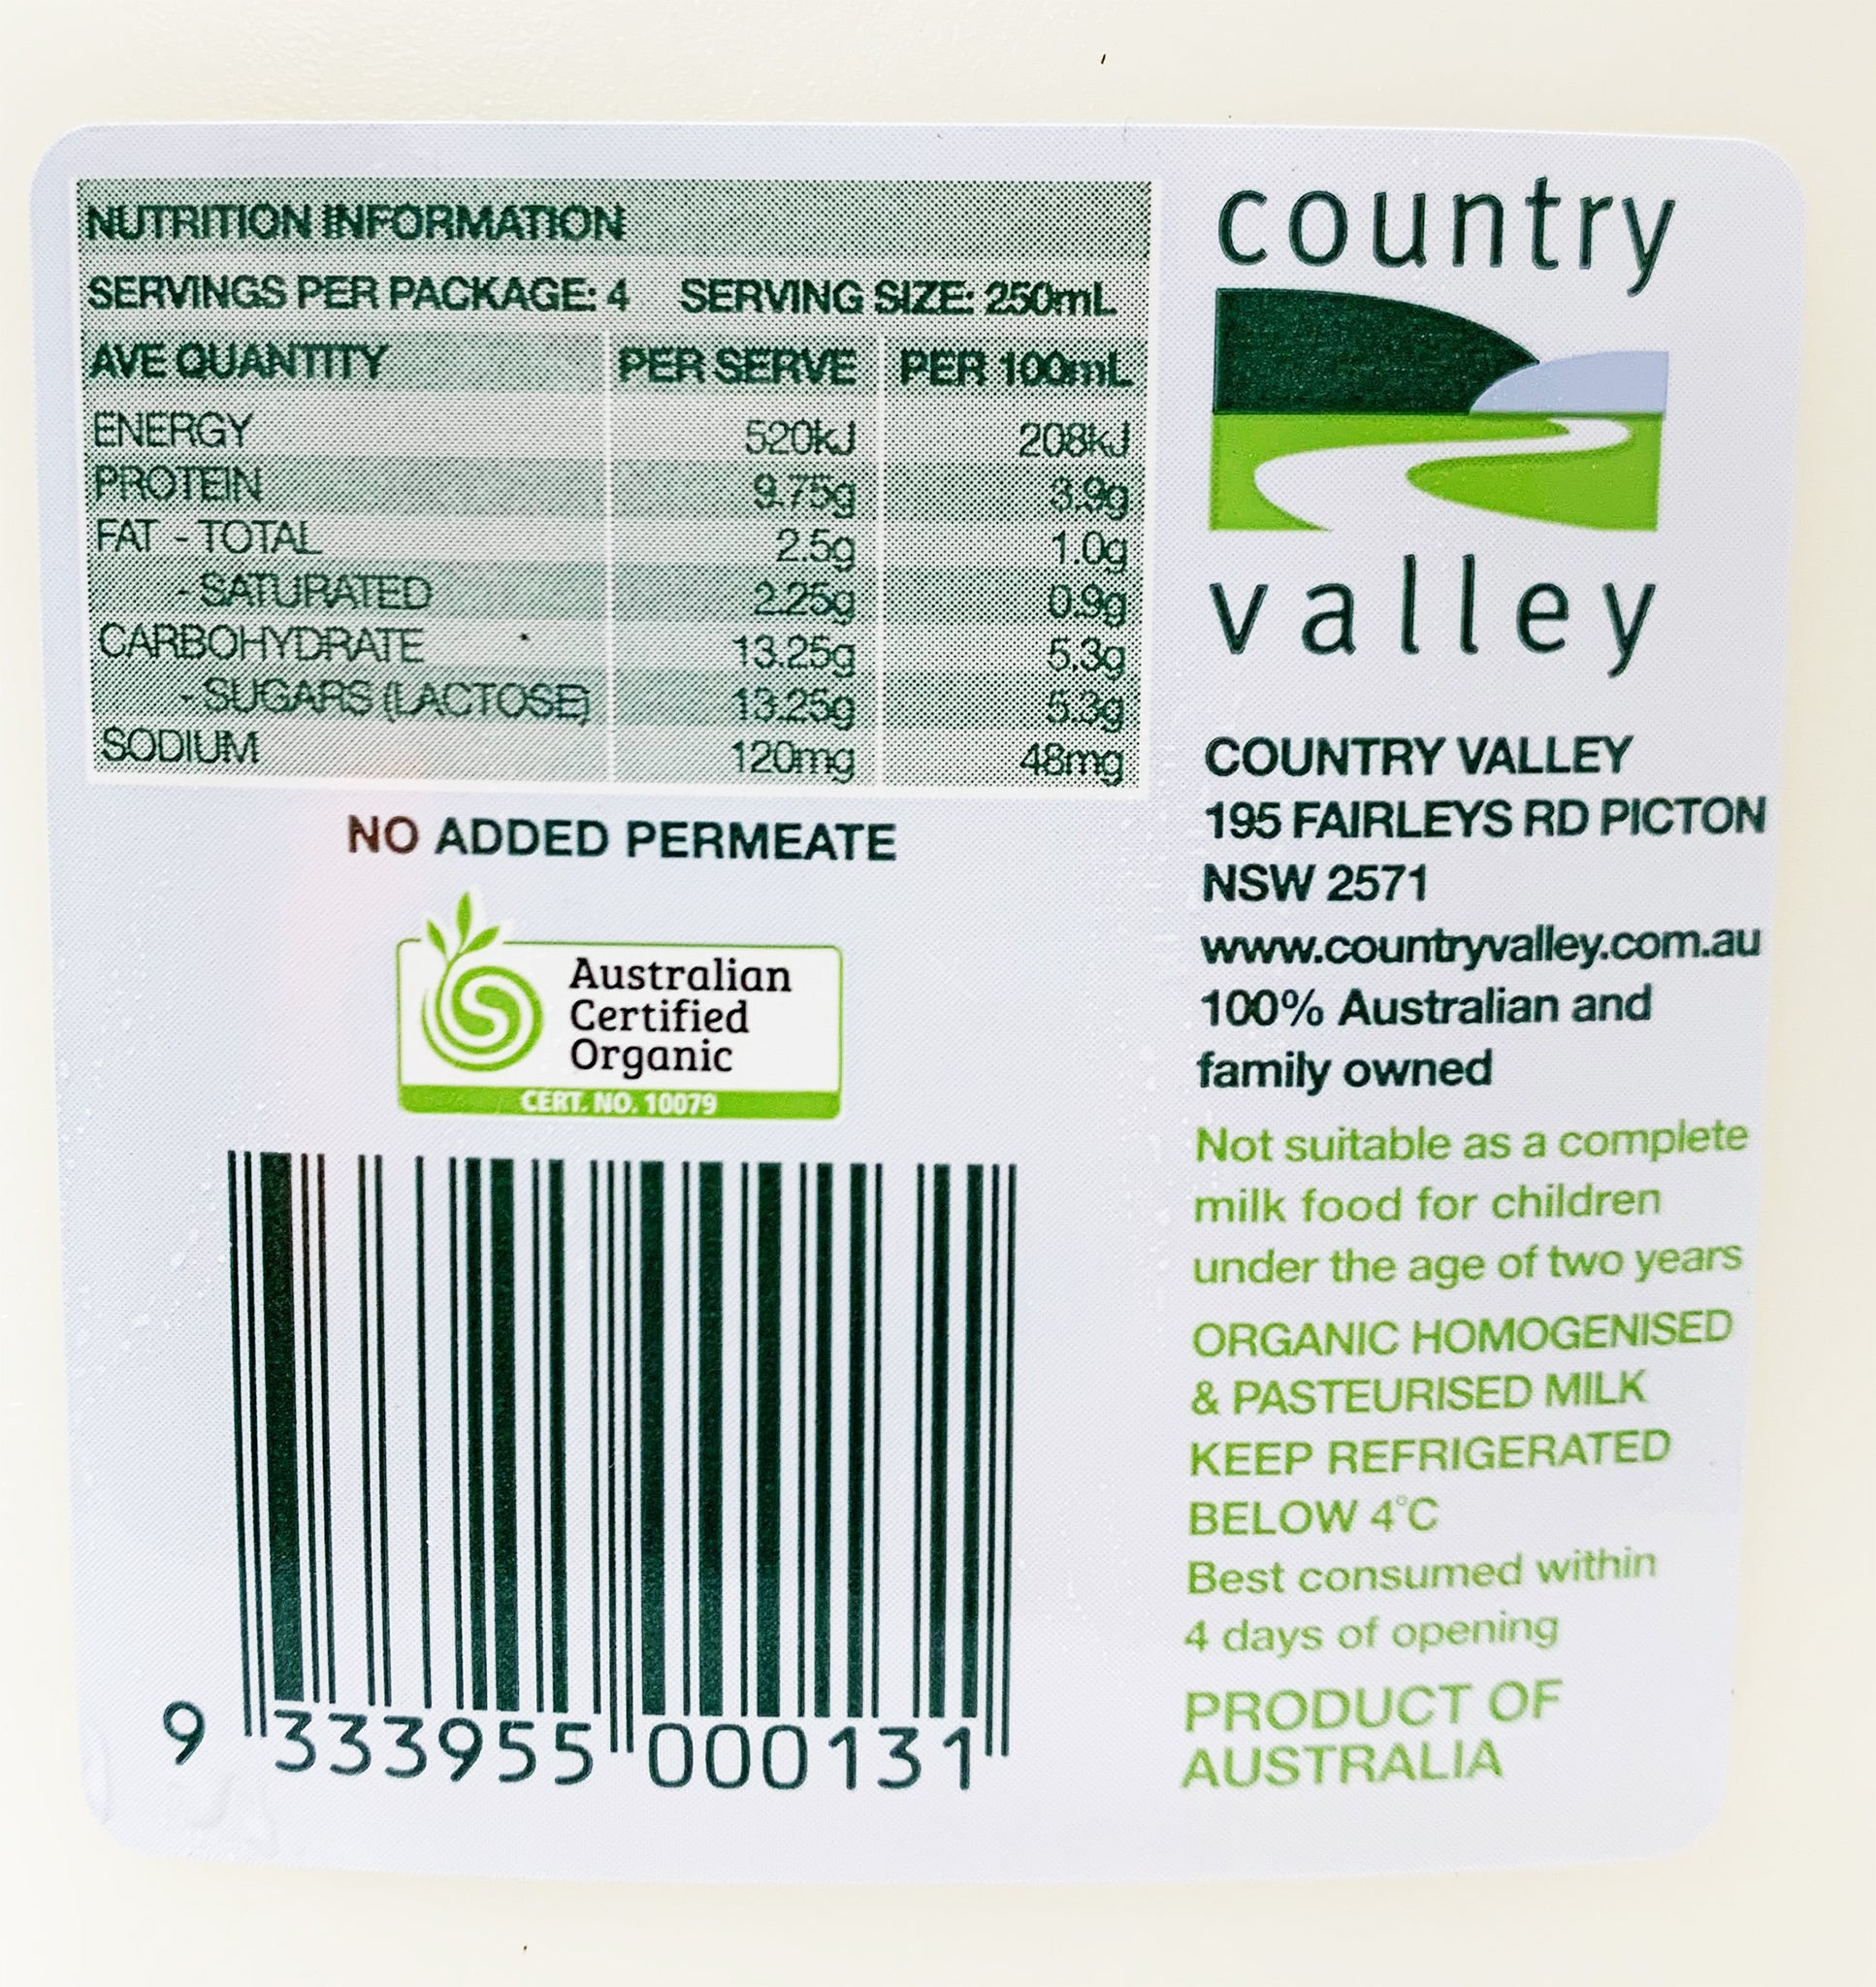 NUTRITION INFORMATION
SERVINGS PER PACKAGE: 4 SERVING SIZE: 250mL
AVE QUANTITY PER SERVE PER 100mL
ENERGY 520kJ 208kJ
PROTEIN 9.75g 3.9g
FAT - TOTAL 2.5g 1.0g
- SATURATED 2.25g 0.9g
CARBOHYDRATE 13.25g 5.3g
- SUGARS (LACTOSE) 13.25g 5.3g
SODIUM 120mg 48mg
NO ADDED PERMEATE
Australian
Certified
Organic
CERT. NO. 10079
9 333955 000131
country
valley
COUNTRY VALLEY
195 FAIRLEYS RD PICTON
NSW 2571
www.countryvalley.com.au
100% Australian and
family owned
Not suitable as a complete
milk food for children
under the age of two years
ORGANIC HOMOGENISED
& PASTEURISED MILK
KEEP REFRIGERATED
BELOW 4°C
Best consumed within
4 days of opening
PRODUCT OF
AUSTRALIA